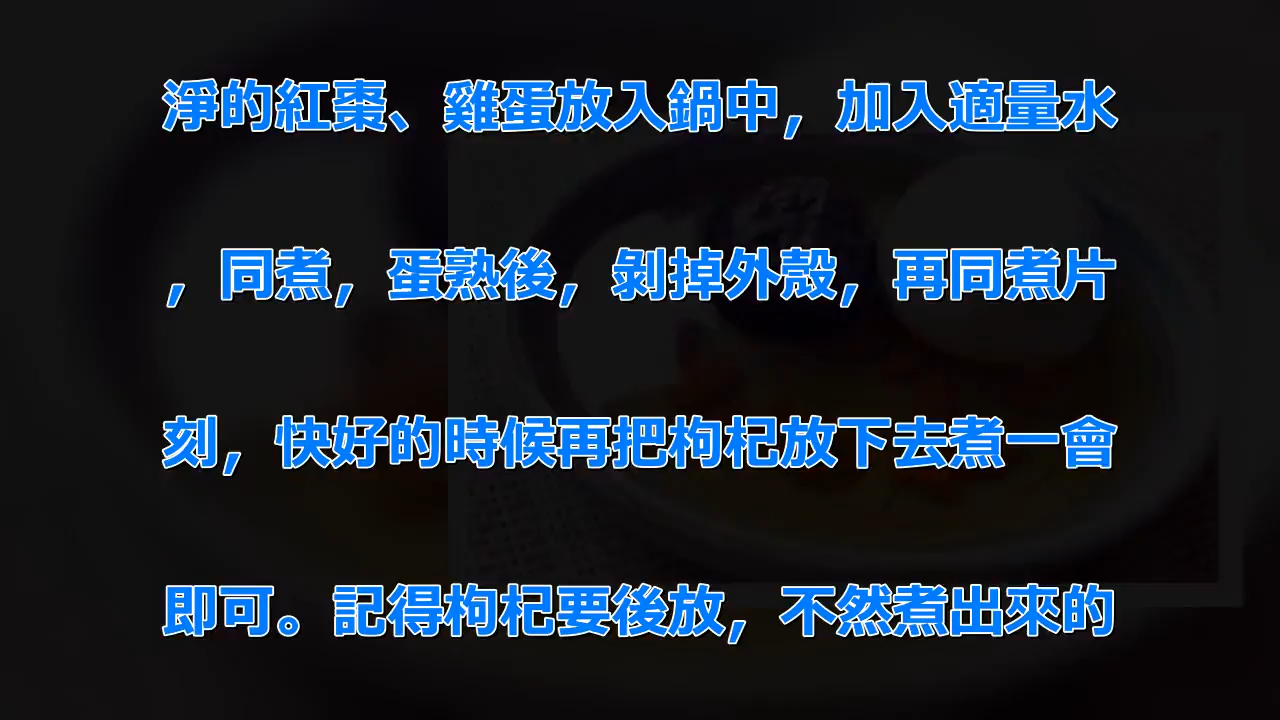 淨的紅棗、雞蛋放入鍋中，加入適量水
，同煮，蛋熟後，剝掉外殼，再同煮片
刻，快好的時候再把枸杞放下去煮一會
即可。記得枸杞要後放，不然煮出來的